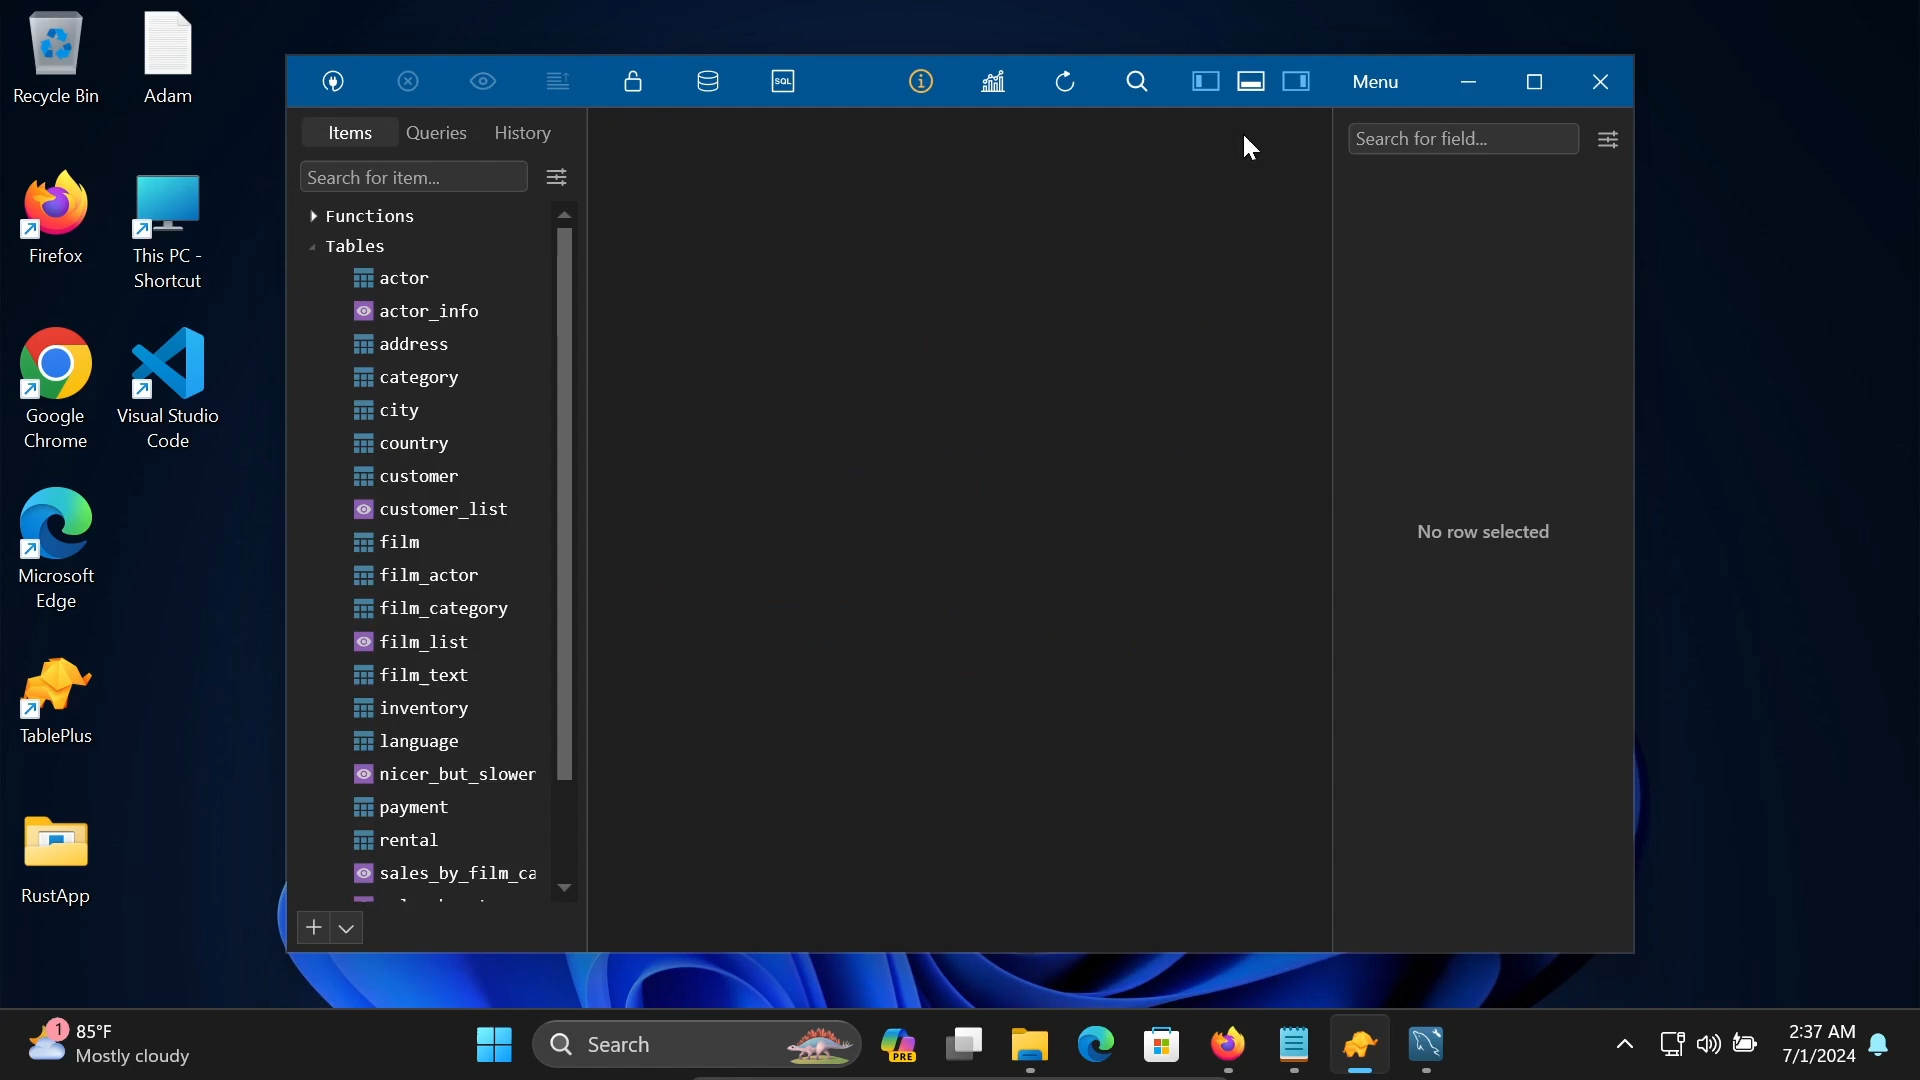 Recycle Bin
Adam
Firefox
This PC -
Shortcut
Google
Chrome
Visual Studio
Code
Microsoft
Edge
TablePlus
RustApp
SQL
Menu
Items
Queries
History
Search for item...
Functions
Tables
actor
actor_info
address
category
city
country
customer
customer_list
film
film_actor
film_category
film_list
film_text
inventory
language
nicer_but_slower
payment
rental
sales_by_film_ca
Search for field...
No row selected
1
85°F
Mostly cloudy
Search
PRE
2:37 AM
7/1/2024